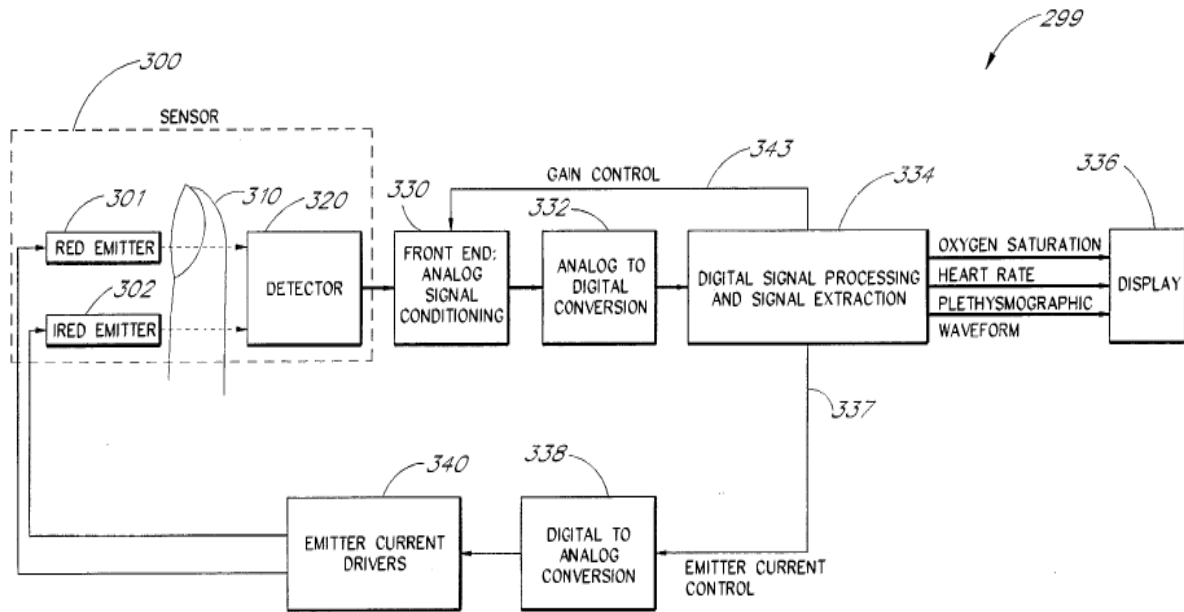 299
300
SENSOR
301
RED EMITTER
302
IRED EMITTER
310
320
DETECTOR
330
FRONT END:
ANALOG
SIGNAL
CONDITIONING
GAIN CONTROL
343
332
ANALOG TO
DIGITAL
CONVERSION
334
DIGITAL SIGNAL PROCESSING
AND SIGNAL EXTRACTION
OXYGEN SATURATION
HEART RATE
PLETHYSMOGRAPHIC
WAVEFORM
336
DISPLAY
337
EMITTER CURRENT
CONTROL
338
DIGITAL TO
ANALOG
CONVERSION
340
EMITTER CURRENT
DRIVERS